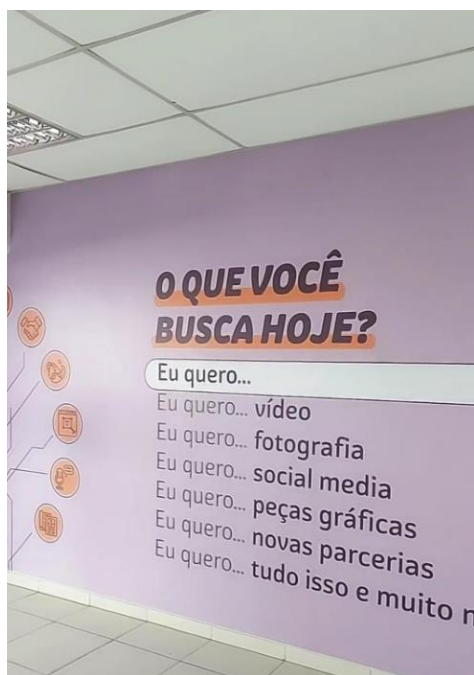 O QUE VOCÊ
BUSCA HOJE?
Eu quero...
Eu quero... vídeo
Eu quero... fotografia
Eu quero... social media
Eu quero... peças gráficas
Eu quero... novas parcerias
Eu quero... tudo isso e muito